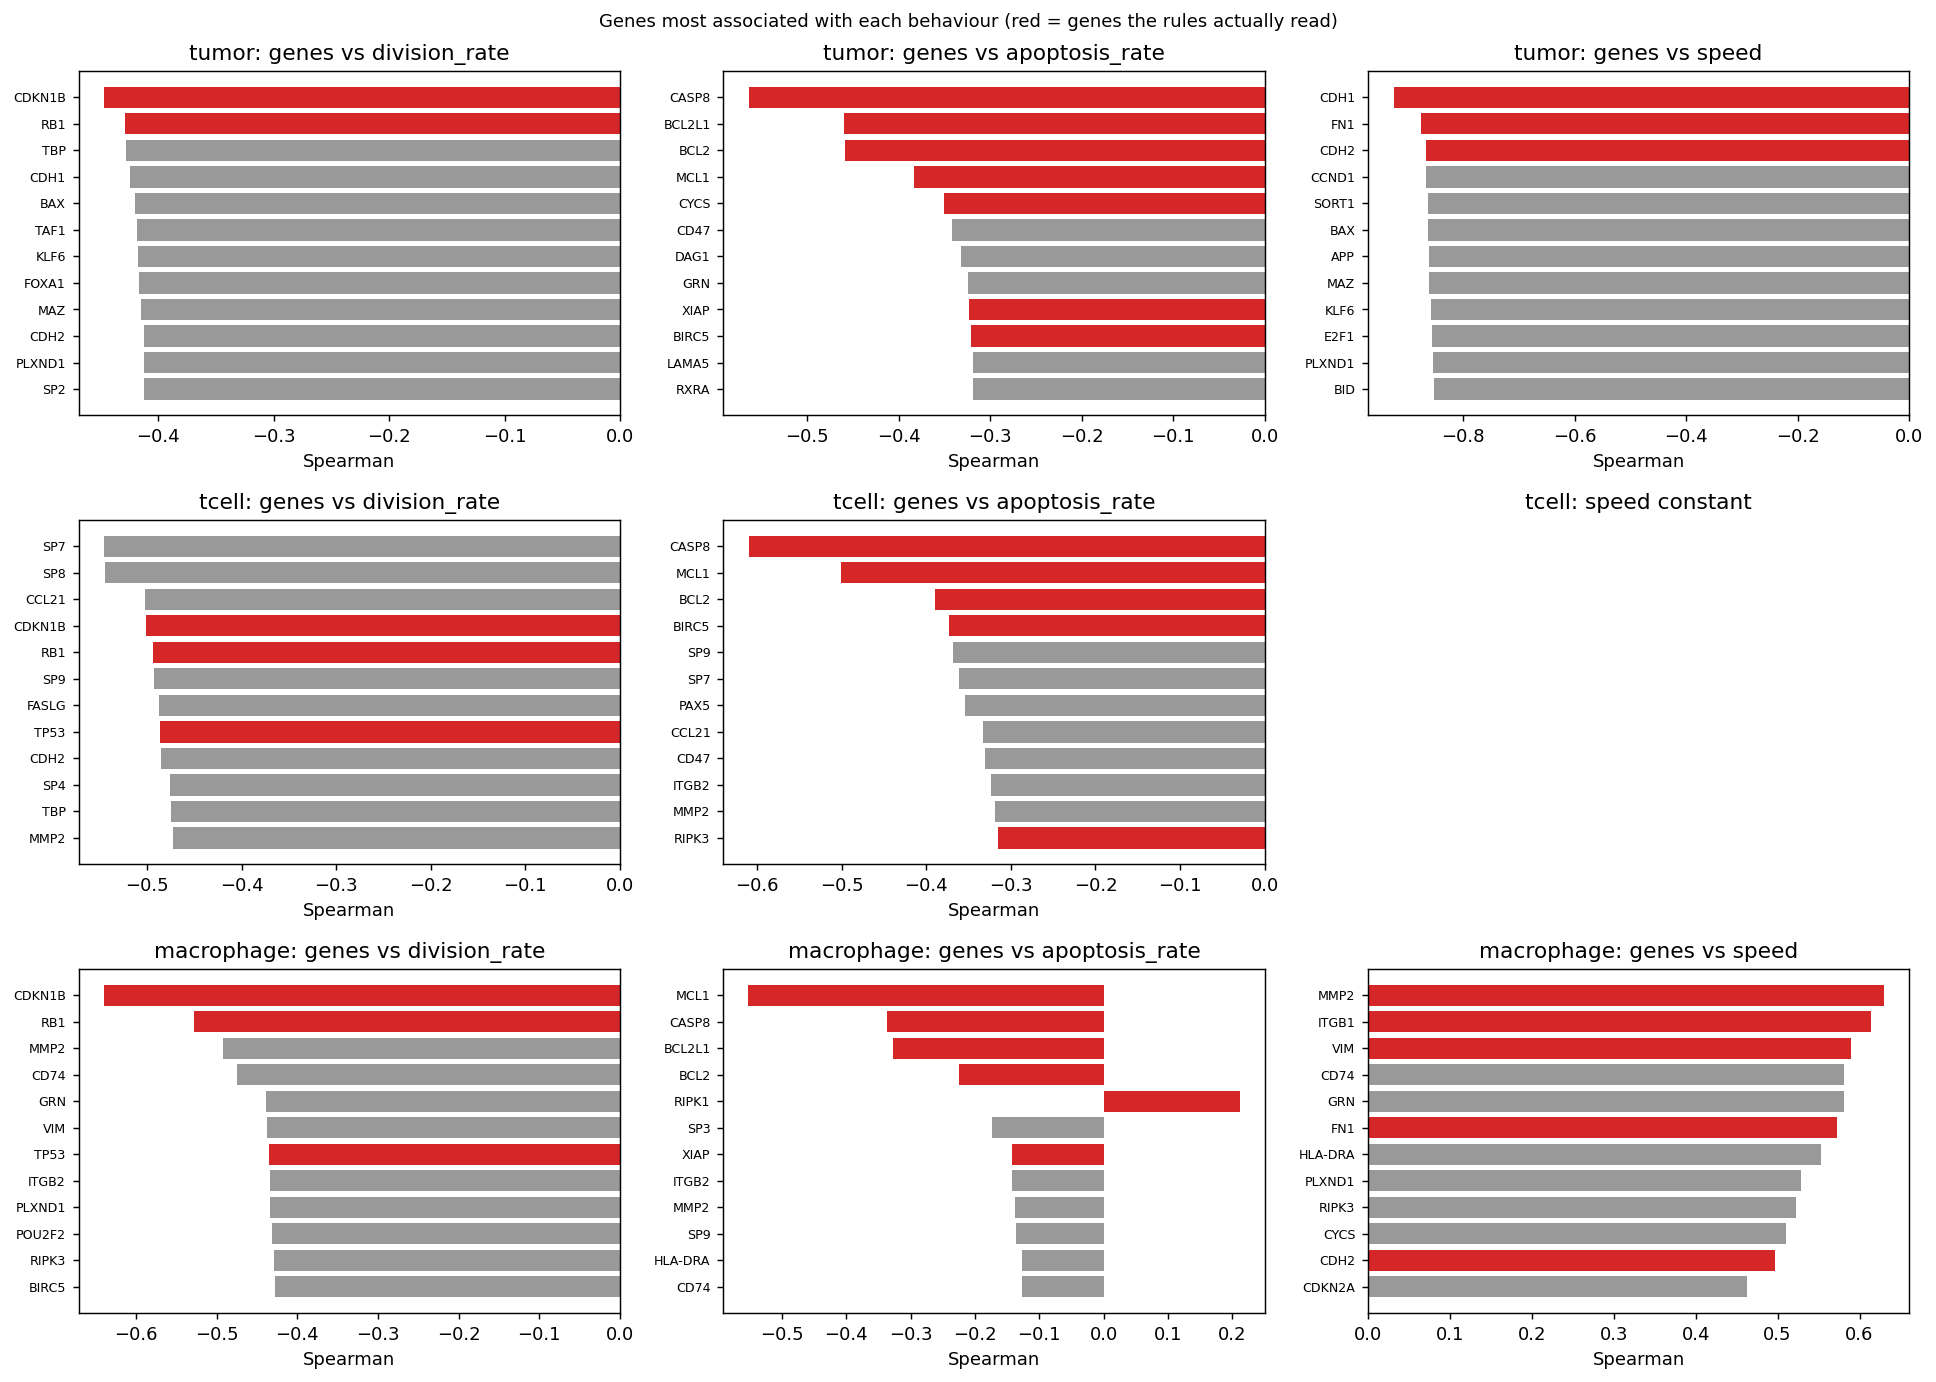 Genes most associated with each behaviour (red = genes the rules actually read)
tumor: genes vs division_rate
CDKN1B
RB1
TBP
CDH1
BAX
TAF1
KLF6
FOXA1
MAZ
CDH2
PLXND1
SP2
−0.4 −0.3 −0.2 −0.1 0.0
Spearman
tumor: genes vs apoptosis_rate
CASP8
BCL2L1
BCL2
MCL1
CYCS
CD47
DAG1
GRN
XIAP
BIRC5
LAMA5
RXRA
−0.5 −0.4 −0.3 −0.2 −0.1 0.0
Spearman
tumor: genes vs speed
CDH1
FN1
CDH2
CCND1
SORT1
BAX
APP
MAZ
KLF6
E2F1
PLXND1
BID
−0.8 −0.6 −0.4 −0.2 0.0
Spearman
tcell: genes vs division_rate
SP7
SP8
CCL21
CDKN1B
RB1
SP9
FASLG
TP53
CDH2
SP4
TBP
MMP2
−0.5 −0.4 −0.3 −0.2 −0.1 0.0
Spearman
tcell: genes vs apoptosis_rate
CASP8
MCL1
BCL2
BIRC5
SP9
SP7
PAX5
CCL21
CD47
ITGB2
MMP2
RIPK3
−0.6 −0.5 −0.4 −0.3 −0.2 −0.1 0.0
Spearman
tcell: speed constant
macrophage: genes vs division_rate
CDKN1B
RB1
MMP2
CD74
GRN
VIM
TP53
ITGB2
PLXND1
POU2F2
RIPK3
BIRC5
−0.6 −0.5 −0.4 −0.3 −0.2 −0.1 0.0
Spearman
macrophage: genes vs apoptosis_rate
MCL1
CASP8
BCL2L1
BCL2
RIPK1
SP3
XIAP
ITGB2
MMP2
SP9
HLA-DRA
CD74
−0.5 −0.4 −0.3 −0.2 −0.1 0.0 0.1 0.2
Spearman
macrophage: genes vs speed
MMP2
ITGB1
VIM
CD74
GRN
FN1
HLA-DRA
PLXND1
RIPK3
CYCS
CDH2
CDKN2A
0.0 0.1 0.2 0.3 0.4 0.5 0.6
Spearman